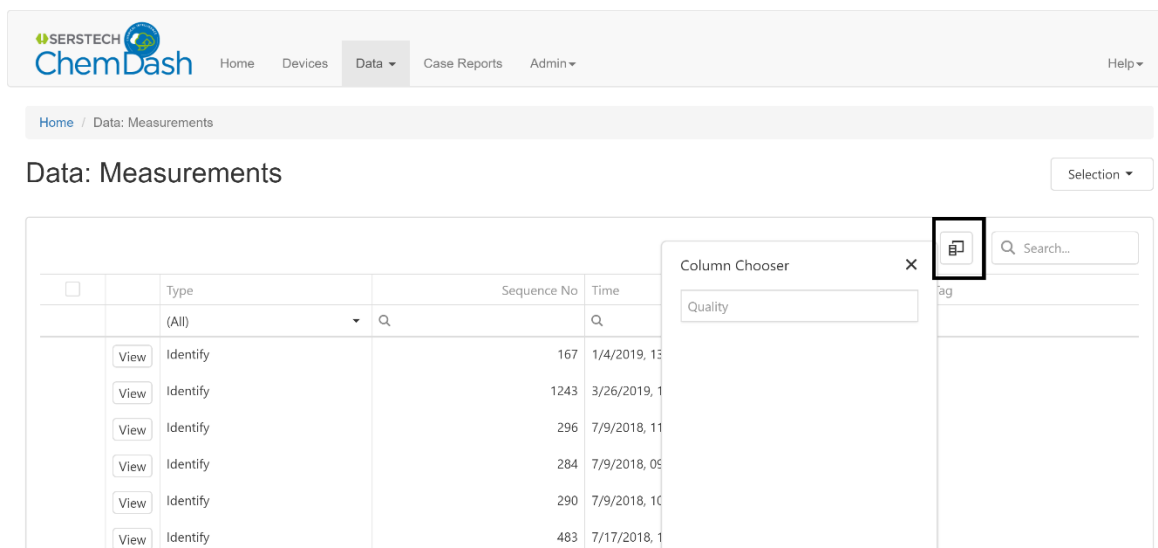 SERSTECH
ChemDash
Home Devices Data Case Reports Admin Help
Home / Data: Measurements
Data: Measurements
Selection
Search...
Column Chooser
Quality
Type Sequence No Time ag
(All)
View Identify 167 1/4/2019, 13
View Identify 1243 3/26/2019, 1
View Identify 296 7/9/2018, 11
View Identify 284 7/9/2018, 09
View Identify 290 7/9/2018, 10
View Identify 483 7/17/2018, 1